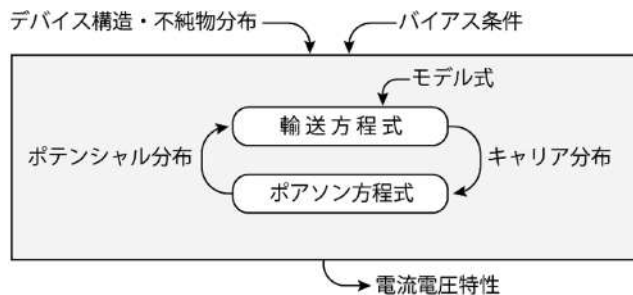 デバイス構造・不純物分布
バイアス条件
モデル式
輸送方程式
ポテンシャル分布
キャリア分布
ポアソン方程式
電流電圧特性